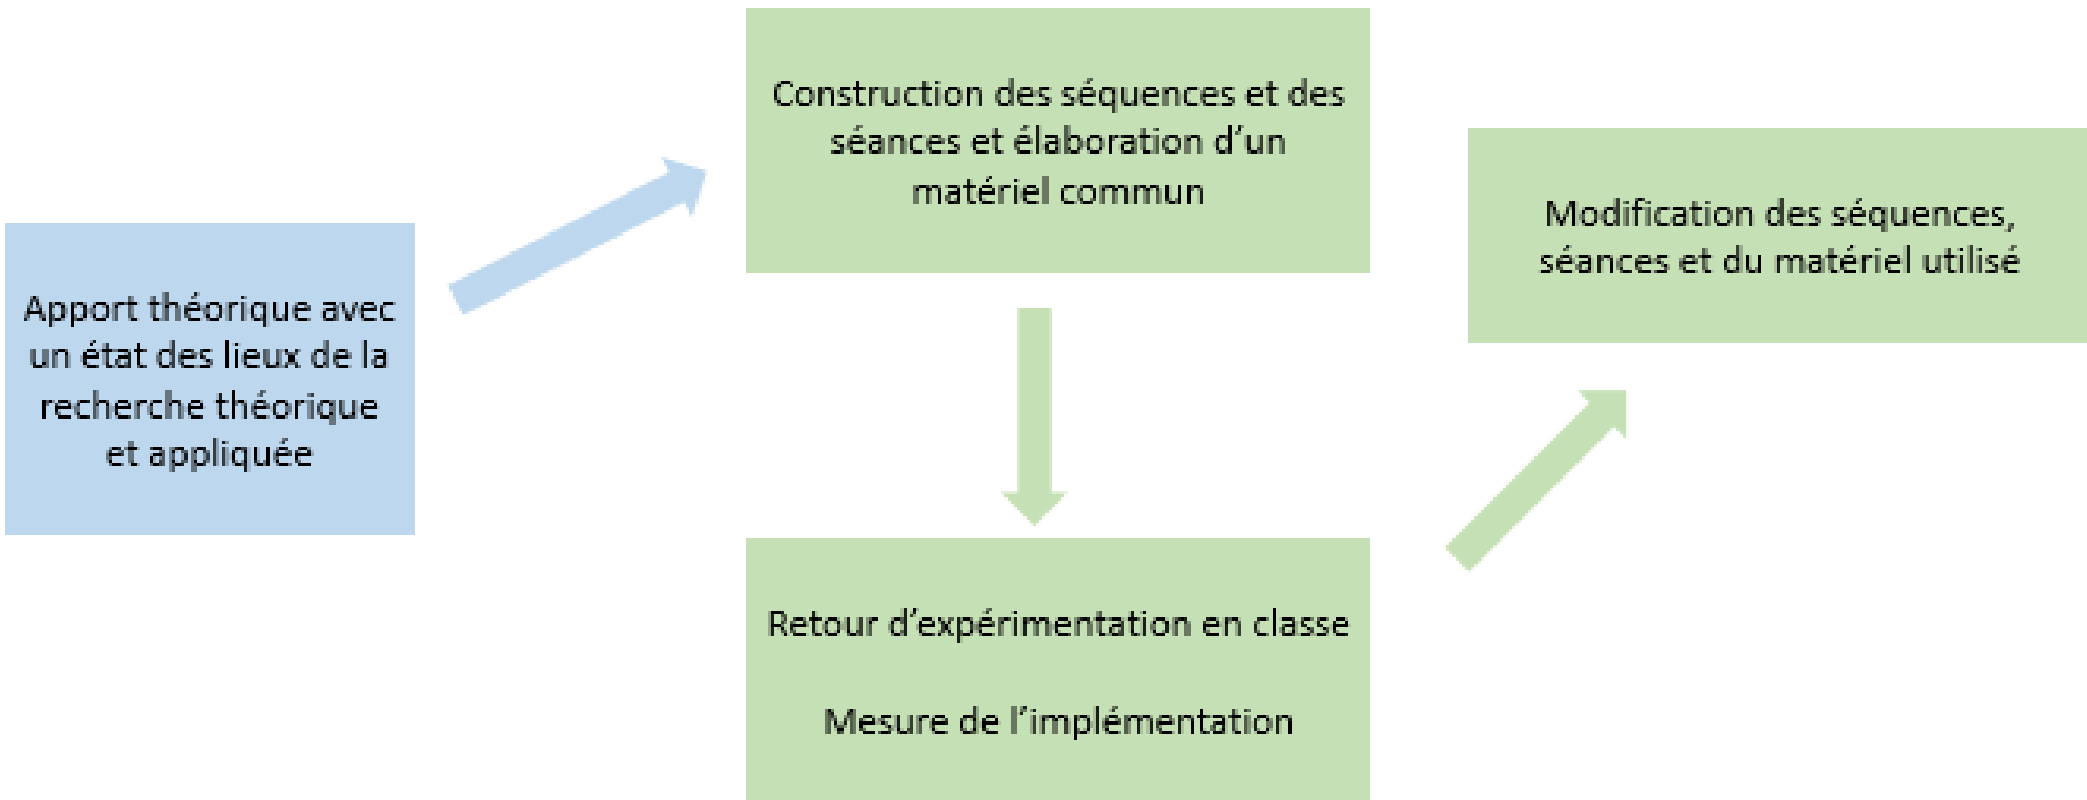 Apport théorique avec
un état des lieux de la
recherche théorique
et appliquée
Construction des séquences et des
séances et élaboration d’un
matériel commun
Retour d’expérimentation en classe
Mesure de l’implémentation
Modification des séquences,
séances et du matériel utilisé